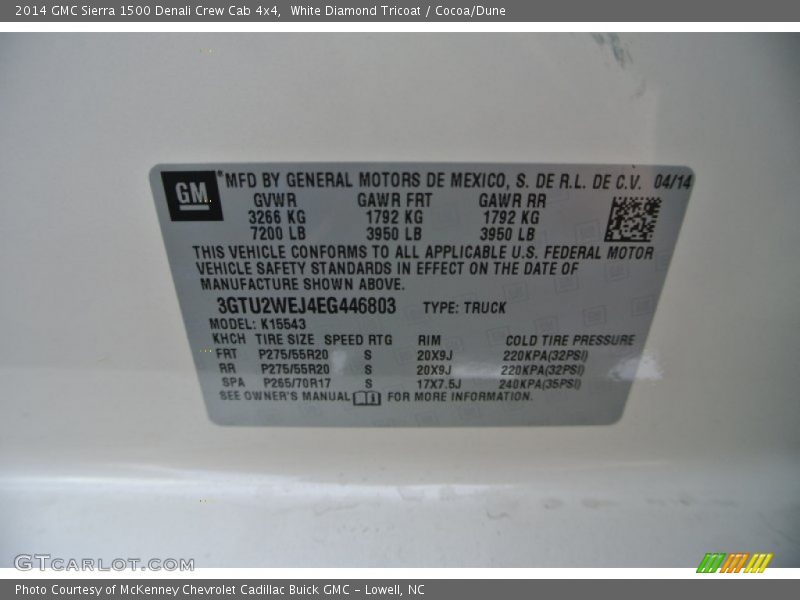 2014 GMC Sierra 1500 Denali Crew Cab 4x4,  White Diamond Tricoat / Cocoa/Dune
GM ® MFD BY GENERAL MOTORS DE MEXICO, S. DE R.L. DE C.V. 04/14
GVWR GAWR FRT GAWR RR
3266 KG 1792 KG 1792 KG
7200 LB 3950 LB 3950 LB
THIS VEHICLE CONFORMS TO ALL APPLICABLE U.S. FEDERAL MOTOR
VEHICLE SAFETY STANDARDS IN EFFECT ON THE DATE OF
MANUFACTURE SHOWN ABOVE.
3GTU2WEJ4EG446803 TYPE: TRUCK
MODEL: K15543
KHCH TIRE SIZE SPEED RTG RIM COLD TIRE PRESSURE
FRT P275/55R20 S 20X9J 220KPA(32PSI)
RR P275/55R20 S 20X9J 220KPA(32PSI)
SPA P265/70R17 S 17X7.5J 240KPA(35PSI)
SEE OWNER'S MANUAL FOR MORE INFORMATION.
GTCARLOT.COM
Photo Courtesy of McKenney Chevrolet Cadillac Buick GMC - Lowell, NC